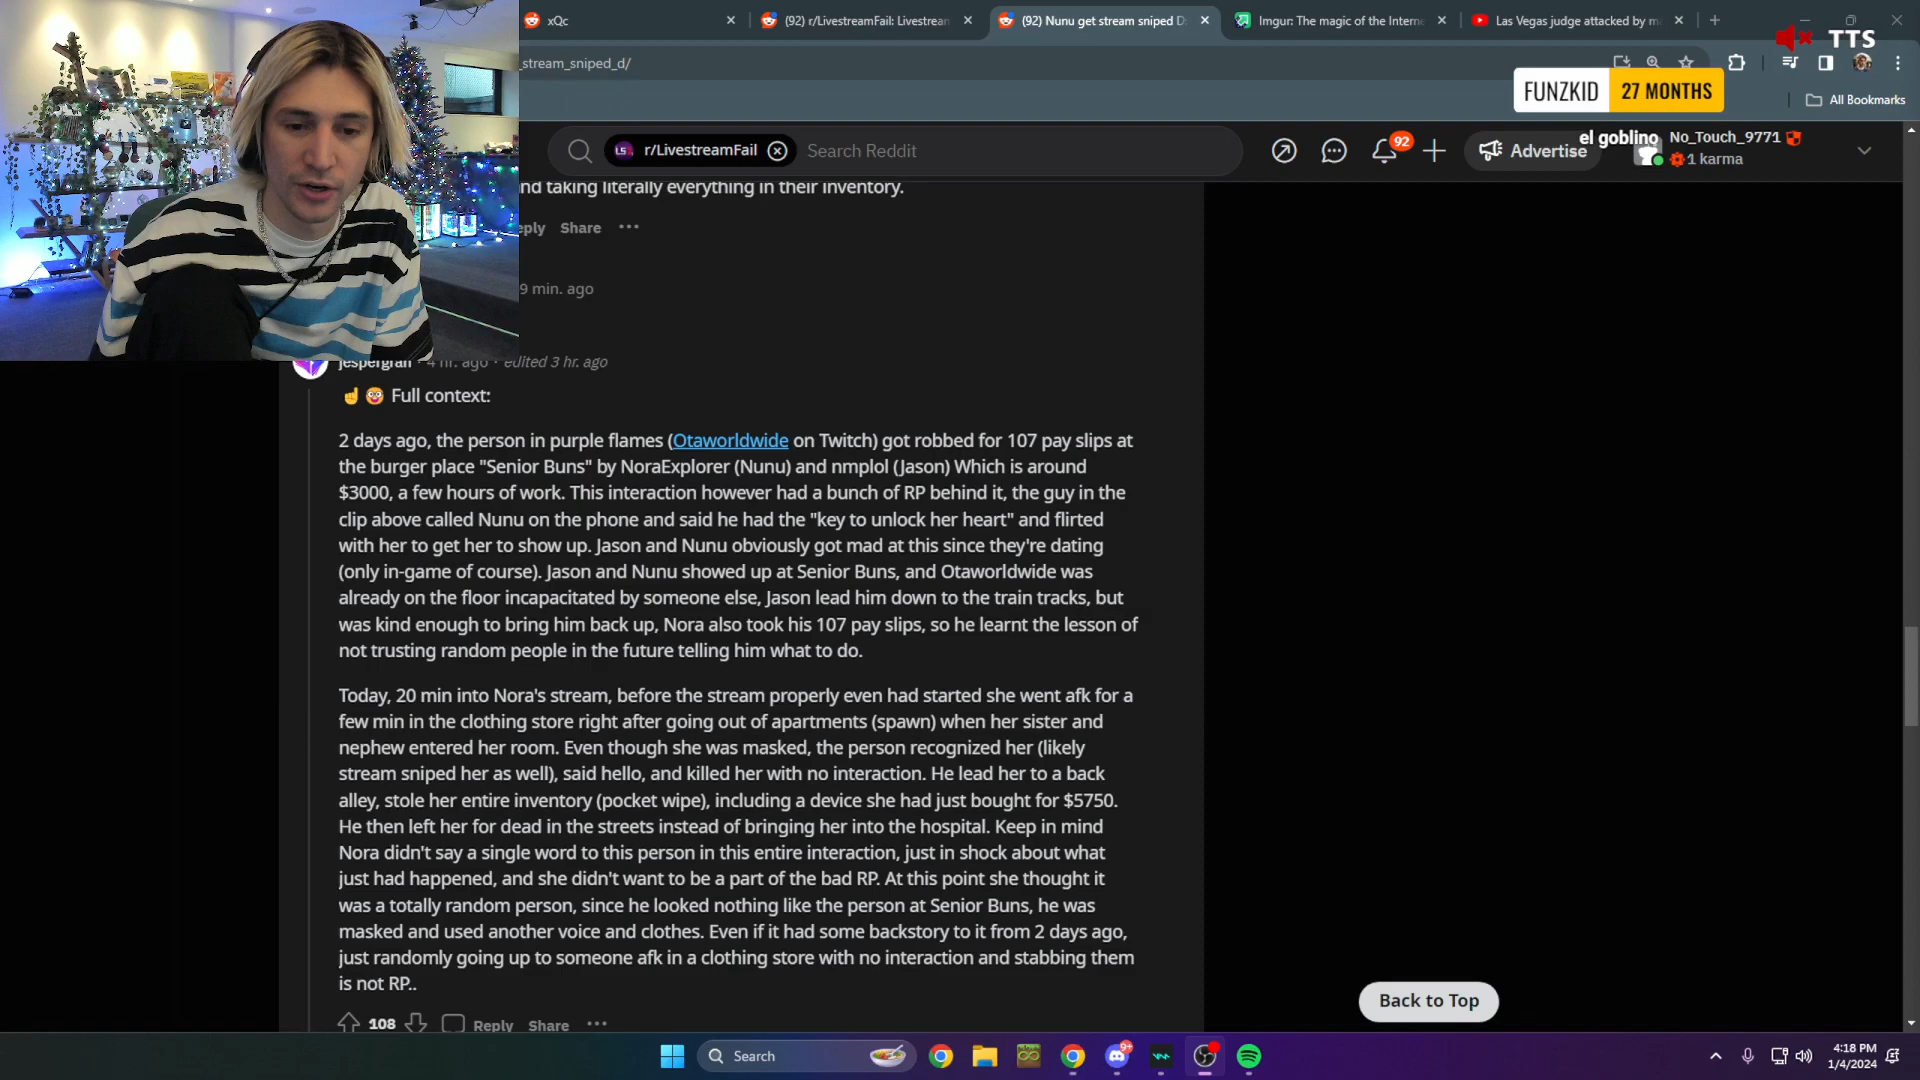 xQc
(92) r/LivestreamFail: Livestream
(92) Nunu get stream sniped D
Imgur: The magic of the Intern
Las Vegas judge attacked by m
TTS
_stream_sniped_d/
FUNZKID 27 MONTHS
All Bookmarks
r/LivestreamFail
Search Reddit
92
Advertise
el goblino
No_Touch_9771
1 karma
nd taking literally everything in their inventory.
eply Share
9 min. ago
jespergran · 4 hr. ago · edited 3 hr. ago
Full context:
2 days ago, the person in purple flames (Otaworldwide on Twitch) got robbed for 107 pay slips at
the burger place "Senior Buns" by NoraExplorer (Nunu) and nmplol (Jason) Which is around
$3000, a few hours of work. This interaction however had a bunch of RP behind it, the guy in the
clip above called Nunu on the phone and said he had the "key to unlock her heart" and flirted
with her to get her to show up. Jason and Nunu obviously got mad at this since they're dating
(only in-game of course). Jason and Nunu showed up at Senior Buns, and Otaworldwide was
already on the floor incapacitated by someone else, Jason lead him down to the train tracks, but
was kind enough to bring him back up, Nora also took his 107 pay slips, so he learnt the lesson of
not trusting random people in the future telling him what to do.
Today, 20 min into Nora's stream, before the stream properly even had started she went afk for a
few min in the clothing store right after going out of apartments (spawn) when her sister and
nephew entered her room. Even though she was masked, the person recognized her (likely
stream sniped her as well), said hello, and killed her with no interaction. He lead her to a back
alley, stole her entire inventory (pocket wipe), including a device she had just bought for $5750.
He then left her for dead in the streets instead of bringing her into the hospital. Keep in mind
Nora didn't say a single word to this person in this entire interaction, just in shock about what
just had happened, and she didn't want to be a part of the bad RP. At this point she thought it
was a totally random person, since he looked nothing like the person at Senior Buns, he was
masked and used another voice and clothes. Even if it had some backstory to it from 2 days ago,
just randomly going up to someone afk in a clothing store with no interaction and stabbing them
is not RP..
108 Reply Share
Back to Top
Search
9+
4:18 PM
1/4/2024